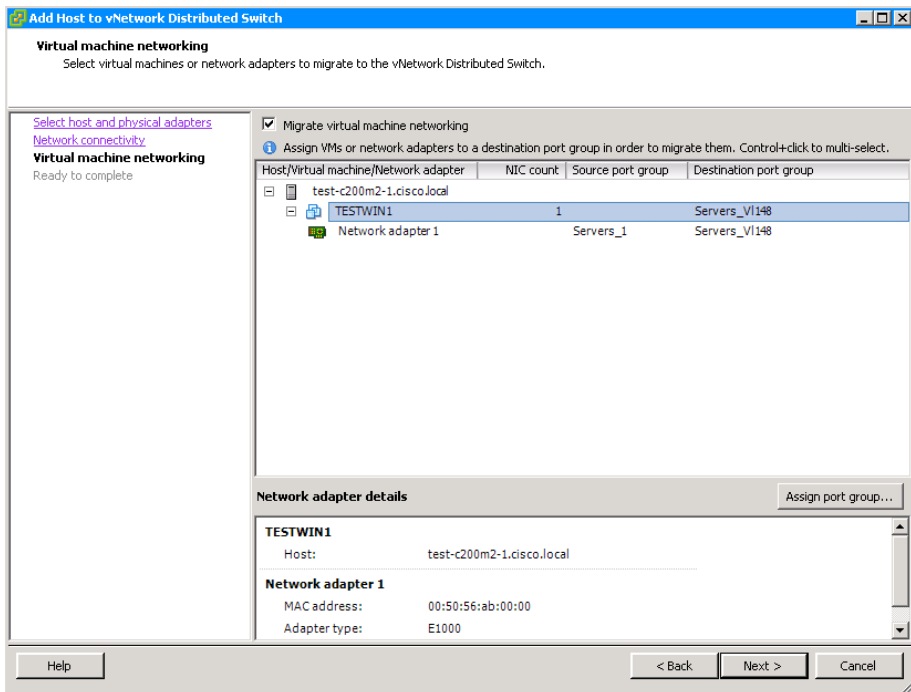 Add Host to vNetwork Distributed Switch
Virtual machine networking
Select virtual machines or network adapters to migrate to the vNetwork Distributed Switch.
Select host and physical adapters
Network connectivity
Virtual machine networking
Ready to complete
Migrate virtual machine networking
Assign VMs or network adapters to a destination port group in order to migrate them. Control+click to multi-select.
Host/Virtual machine/Network adapter NIC count Source port group Destination port group
test-c200m2-1.cisco.local
TESTWIN1 1 Servers_Vl148
Network adapter 1 Servers_1 Servers_Vl148
Network adapter details
Assign port group...
TESTWIN1
Host: test-c200m2-1.cisco.local
Network adapter 1
MAC address: 00:50:56:ab:00:00
Adapter type: E1000
Help
< Back
Next >
Cancel